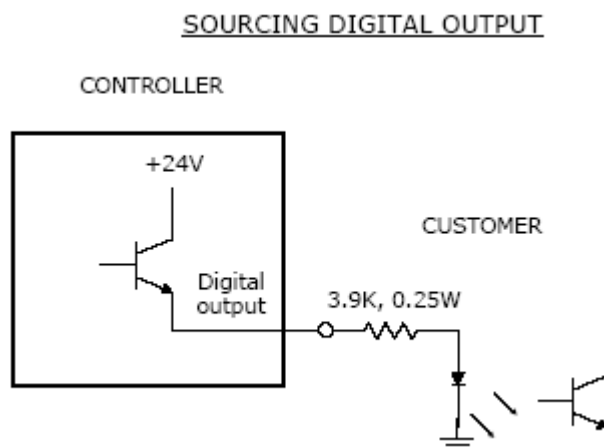 SOURCING DIGITAL OUTPUT
CONTROLLER
+24V
CUSTOMER
Digital
output
3.9K, 0.25W